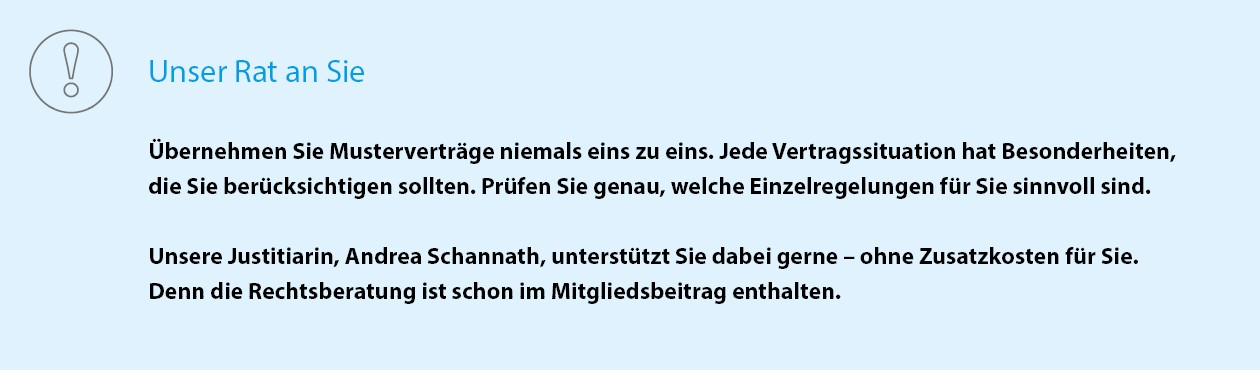 Unser Rat an Sie
Übernehmen Sie Musterverträge niemals eins zu eins. Jede Vertragssituation hat Besonderheiten,
die Sie berücksichtigen sollten. Prüfen Sie genau, welche Einzelregelungen für Sie sinnvoll sind.
Unsere Justitiarin, Andrea Schannath, unterstützt Sie dabei gerne – ohne Zusatzkosten für Sie.
Denn die Rechtsberatung ist schon im Mitgliedsbeitrag enthalten.